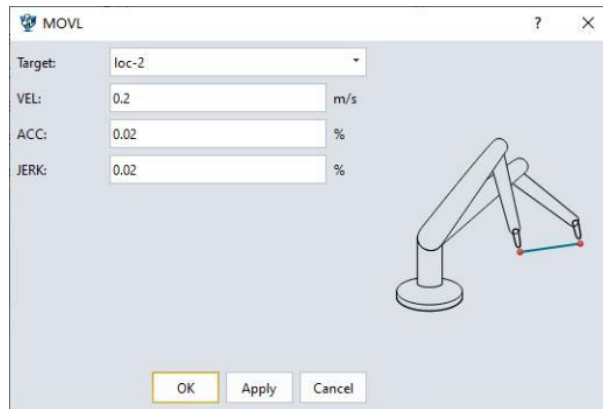 MOVL ? ×
Target: loc-2
VEL: 0.2 m/s
ACC: 0.02 %
JERK: 0.02 %
OK Apply Cancel